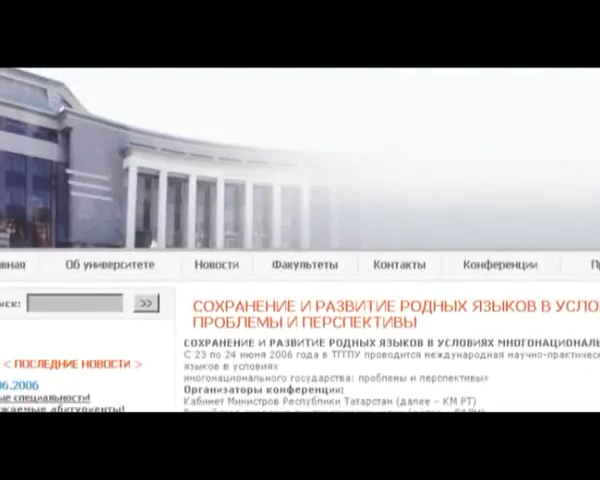 вная Об университете Новости Факультеты Контакты Конференции П
иск: >>
СОХРАНЕНИЕ И РАЗВИТИЕ РОДНЫХ ЯЗЫКОВ В УСЛО
ПРОБЛЕМЫ И ПЕРСПЕКТИВЫ
СОХРАНЕНИЕ И РАЗВИТИЕ РОДНЫХ ЯЗЫКОВ В УСЛОВИЯХ МНОГОНАЦИОНАЛЬ
С 23 по 24 июня 2006 года в ТГГПУ проводится международная научно-практичес
языков в условиях
многонационального государства: проблемы и перспективы»
Организаторы конференции:
Кабинет Министров Республики Татарстан (далее – КМ РТ)
< ПОСЛЕДНИЕ НОВОСТИ >
06.2006
ые специальности!
жаемые абитуриенты!